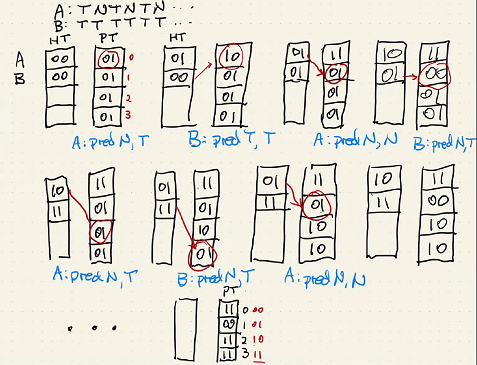 A: T N T N T N ...
B: T T T T T T ...
HT PT HT
A 00 01 0 01 10 01 11 10 11
B 00 01 1 00 01 01 01 01 00
01 2 01 01 01
01 3 01 01 01
A: pred N, T B: pred T, T A: pred N, N B: pred N, T
10 11 01 11 01 11 10 11
11 01 11 01 11 01 11 00
01 10 10 10
01 01 10 10
A: pred N, T B: pred N, T A: pred N, N
PT
... 11 0 00
00 1 01
11 2 10
11 3 11